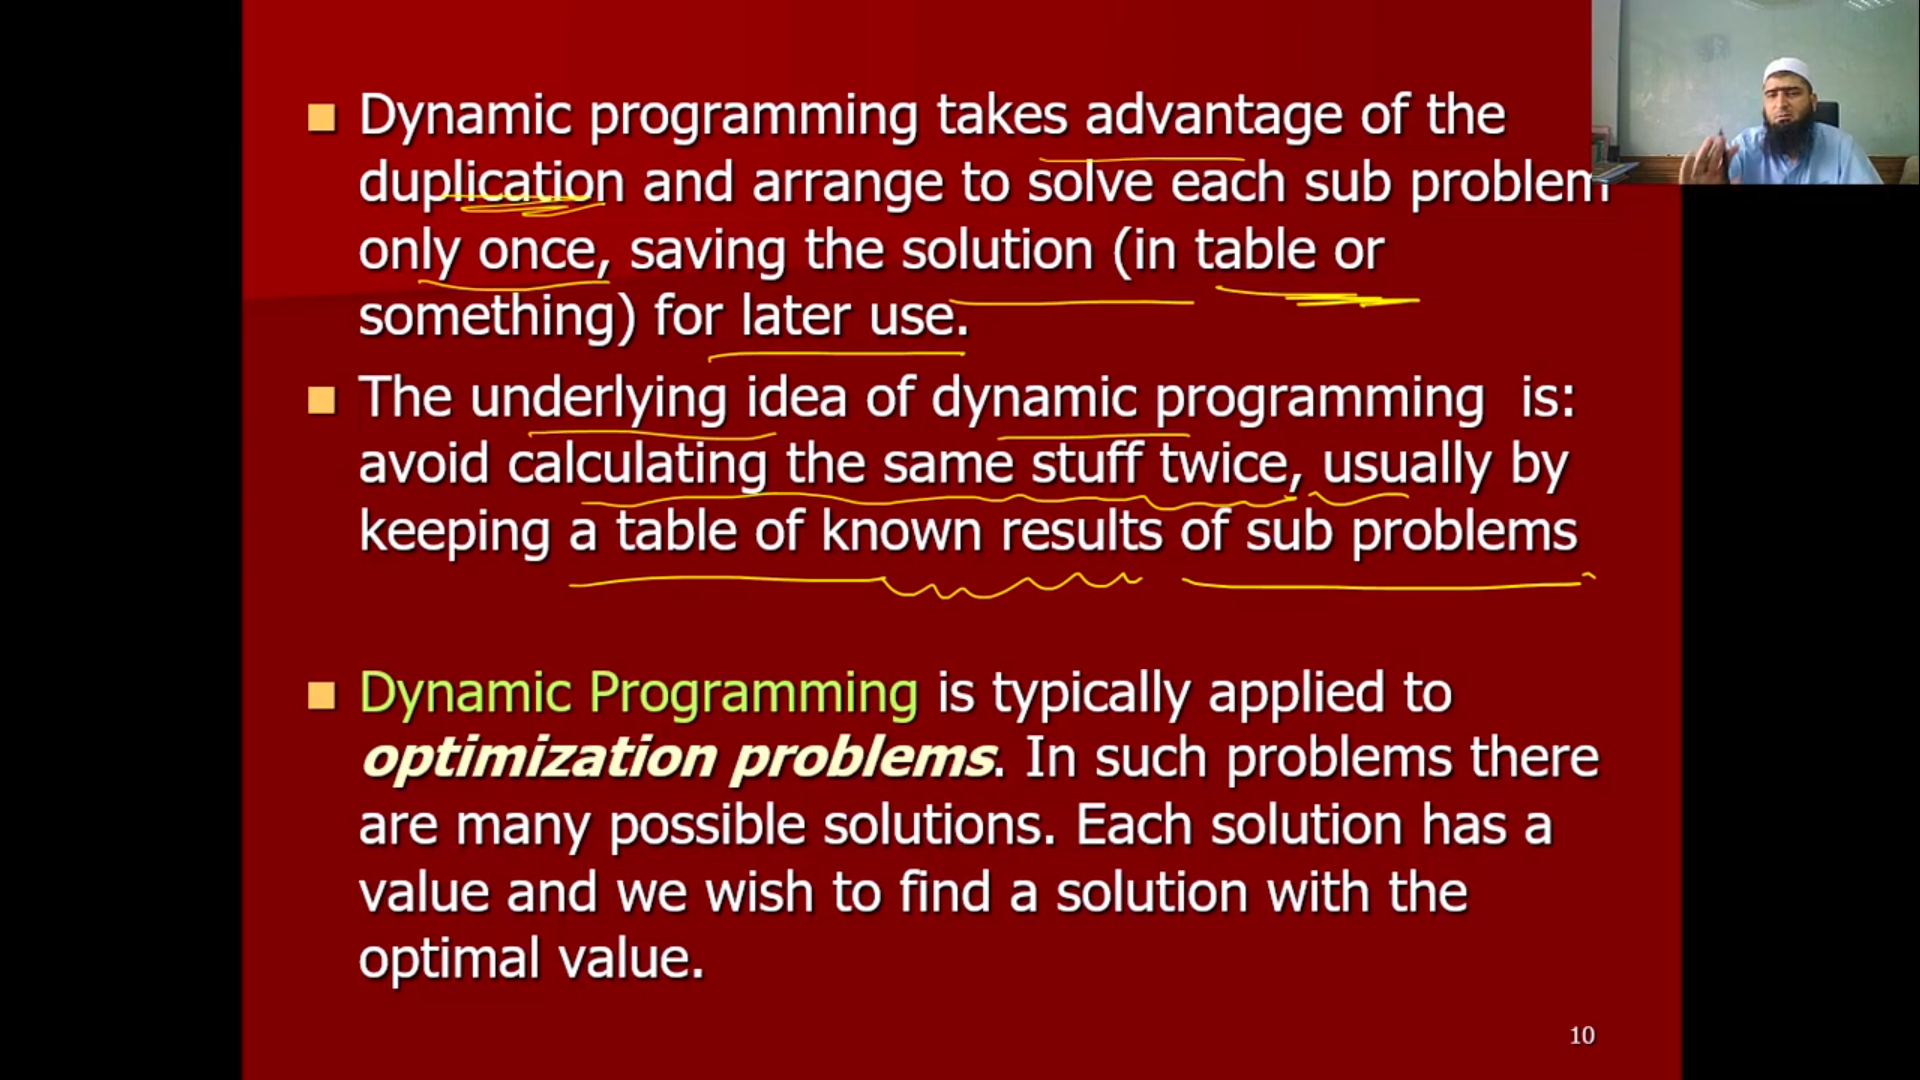 Dynamic programming takes advantage of the
duplication and arrange to solve each sub problem
only once, saving the solution (in table or
something) for later use.
The underlying idea of dynamic programming is:
avoid calculating the same stuff twice, usually by
keeping a table of known results of sub problems
Dynamic Programming is typically applied to
optimization problems. In such problems there
are many possible solutions. Each solution has a
value and we wish to find a solution with the
optimal value.
10